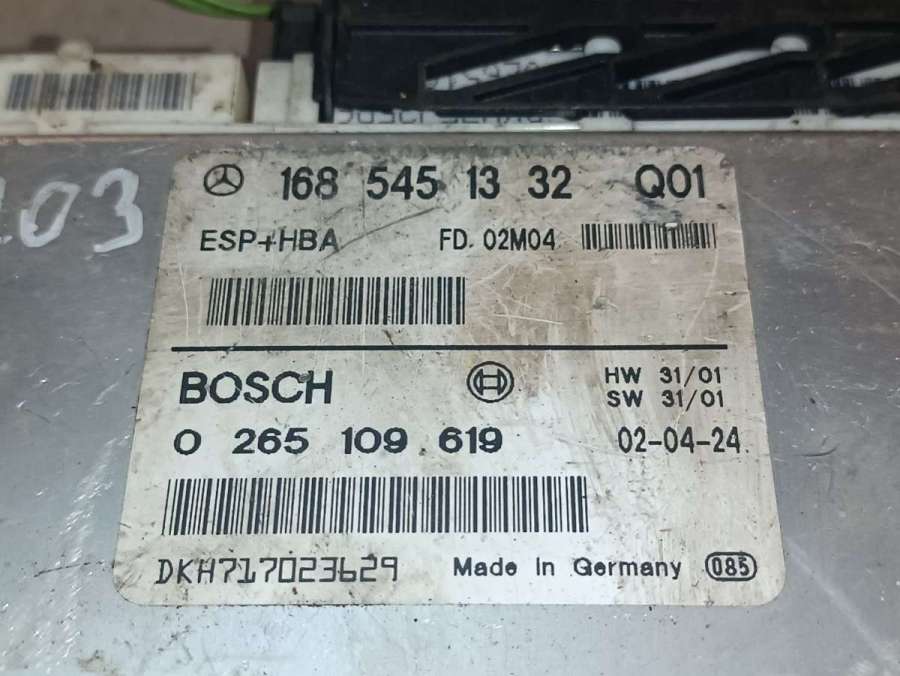 168 545 13 32 Q01
ESP+HBA FD. 02M04
BOSCH HW 31/01
SW 31/01
0 265 109 619 02-04-24
DKH717023629 Made in Germany 085